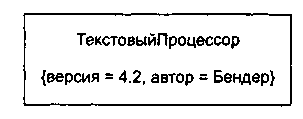 ТекстовыйПроцессор
{версия = 4.2, автор = Бендер}